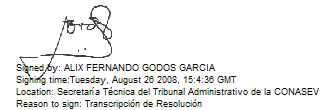 Signed by: ALIX FERNANDO GODOS GARCIA
Signing time:Tuesday, August 26 2008, 15:4:36 GMT
Location: Secretaría Técnica del Tribunal Administrativo de la CONASEV
Reason to sign: Transcripción de Resolución